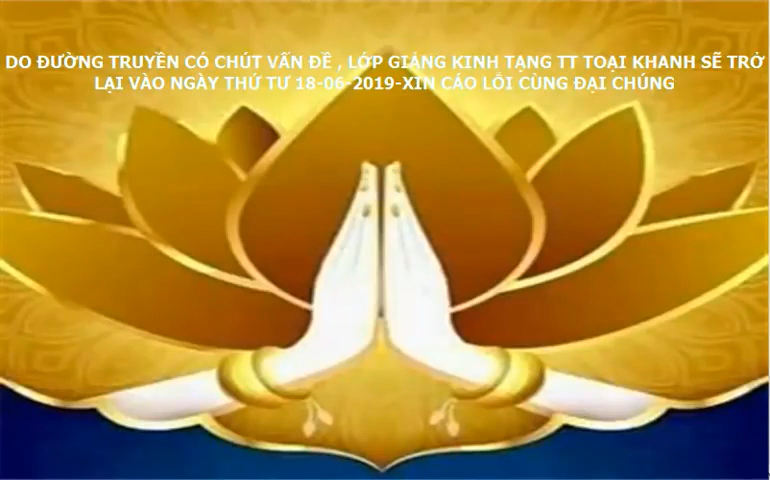 DO ĐƯỜNG TRUYỀN CÓ CHÚT VẤN ĐỀ , LỚP GIẢNG KINH TẠNG TT TOẠI KHANH SẼ TRỞ
LẠI VÀO NGÀY THỨ TƯ 18-06-2019-XIN CÁO LỖI CÙNG ĐẠI CHÚNG